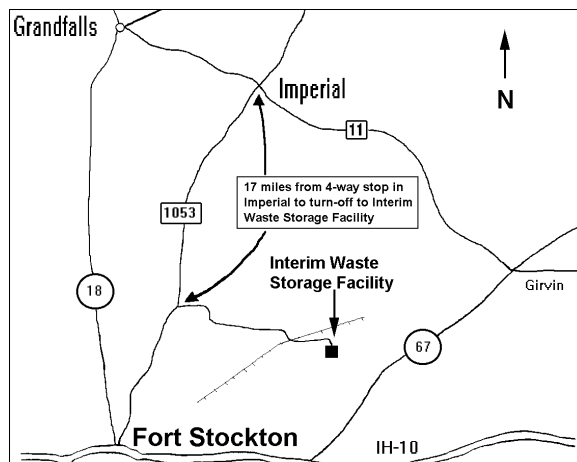 Grandfalls
Imperial
N
11
17 miles from 4-way stop in
Imperial to turn-off to Interim
Waste Storage Facility
1053
Interim Waste
Storage Facility
Girvin
18
67
Fort Stockton
IH-10